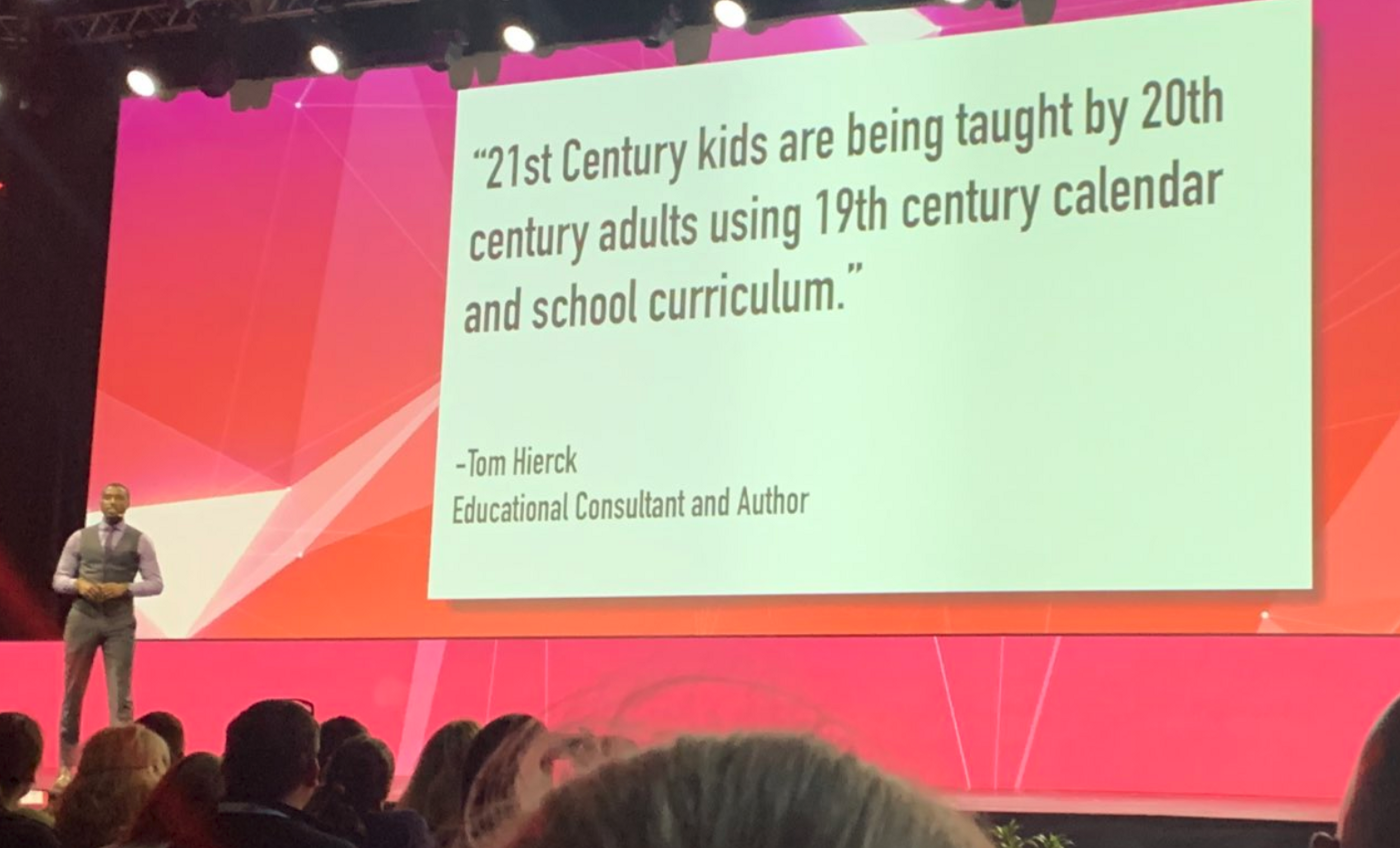 “21st Century kids are being taught by 20th
century adults using 19th century calendar
and school curriculum.”
-Tom Hierck
Educational Consultant and Author